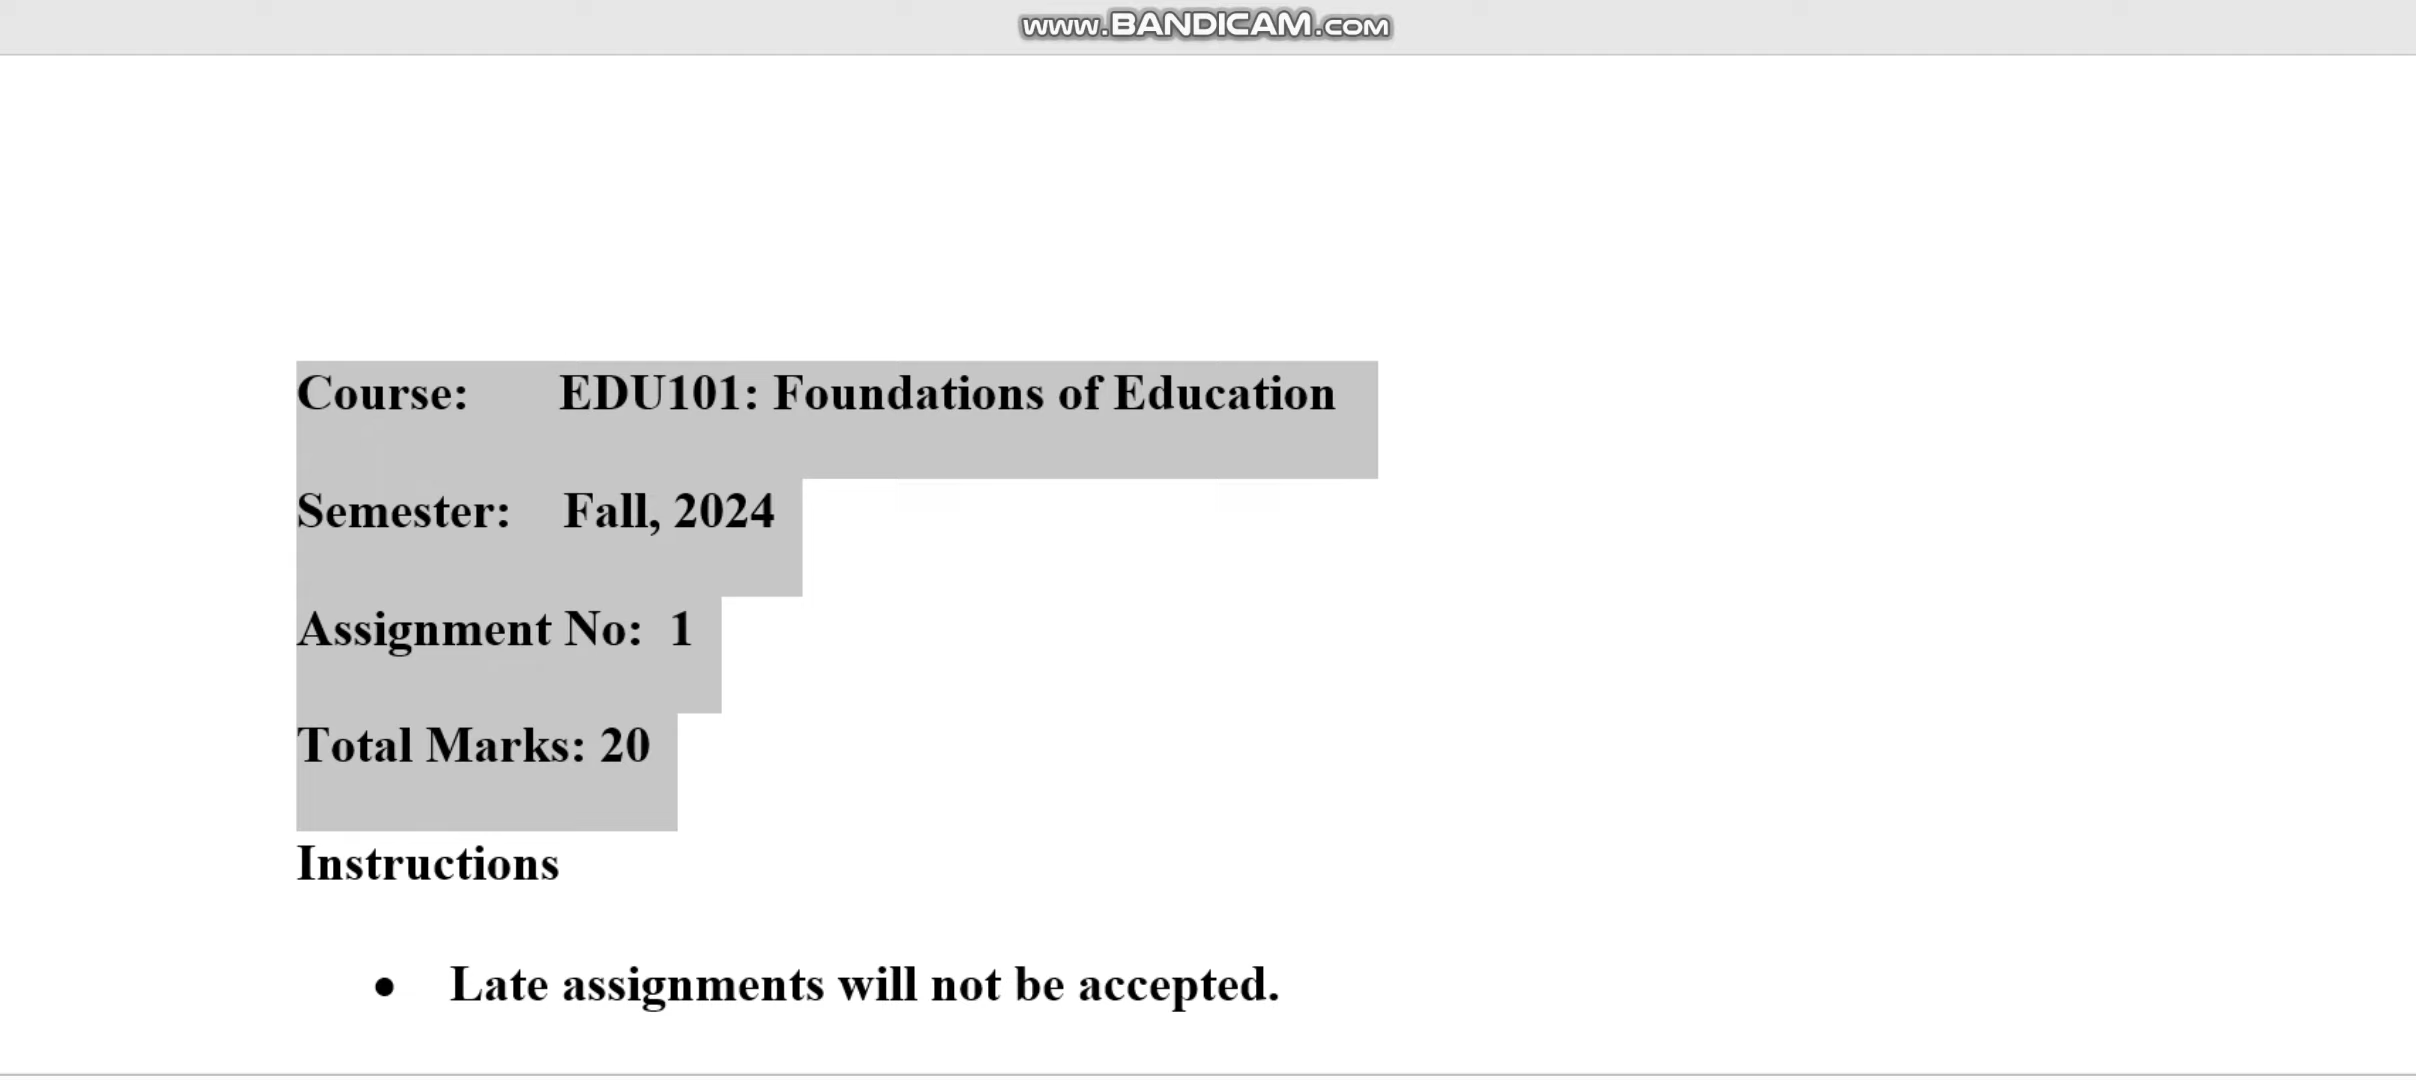 www.BANDICAM.com
Course: EDU101: Foundations of Education
Semester: Fall, 2024
Assignment No: 1
Total Marks: 20
Instructions
• Late assignments will not be accepted.